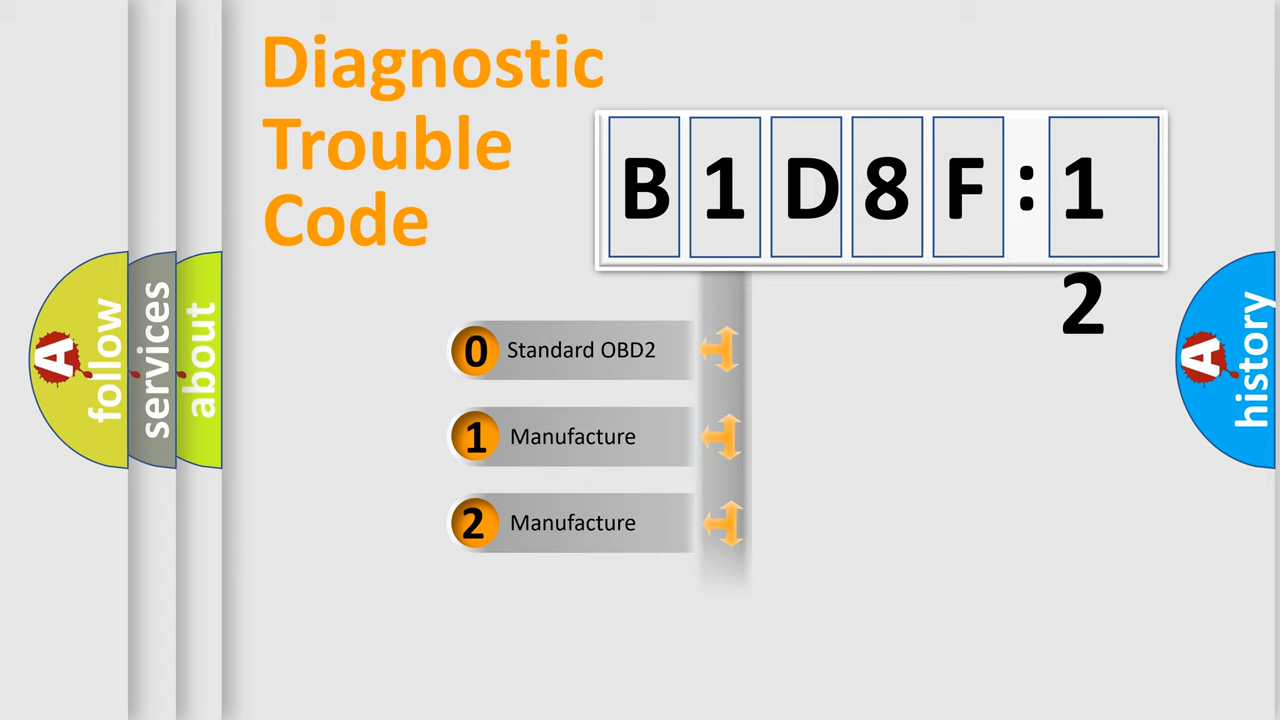 Diagnostic
Trouble
Code
B 1 D 8 F : 1
2
0 Standard OBD2
1 Manufacture
2 Manufacture
A follow
services
about
A history